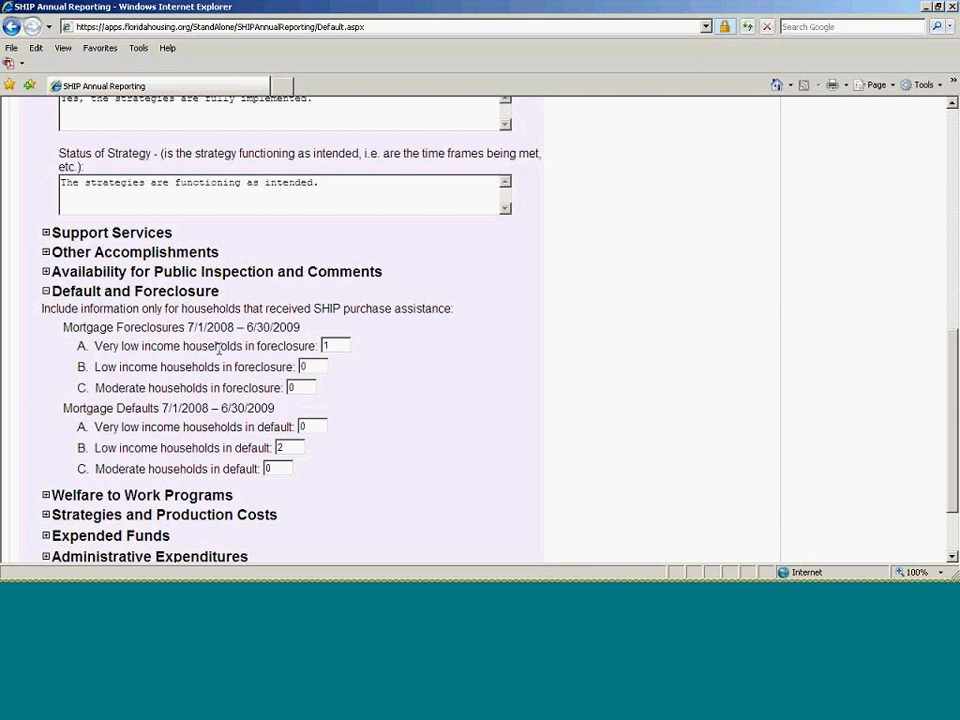 SHIP Annual Reporting - Windows Internet Explorer
https://apps.floridahousing.org/StandAlone/SHIPAnnualReporting/Default.aspx
Search Google
File Edit View Favorites Tools Help
SHIP Annual Reporting
Page Tools
Yes, the strategies are fully implemented.
Status of Strategy - (is the strategy functioning as intended, i.e. are the time frames being met,
etc.):
The strategies are functioning as intended.
Support Services
Other Accomplishments
Availability for Public Inspection and Comments
Default and Foreclosure
Include information only for households that received SHIP purchase assistance:
Mortgage Foreclosures 7/1/2008 – 6/30/2009
A. Very low income households in foreclosure: 1
B. Low income households in foreclosure: 0
C. Moderate households in foreclosure: 0
Mortgage Defaults 7/1/2008 – 6/30/2009
A. Very low income households in default: 0
B. Low income households in default: 2
C. Moderate households in default: 0
Welfare to Work Programs
Strategies and Production Costs
Expended Funds
Administrative Expenditures
Internet
100%